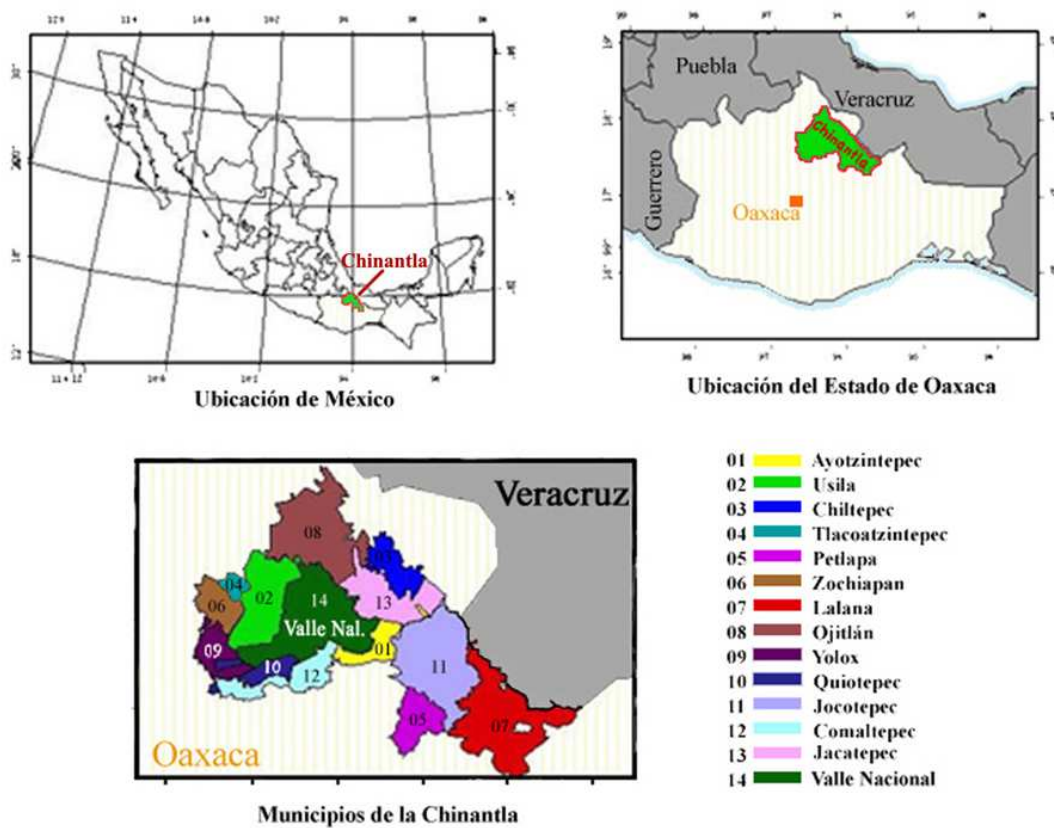 Chinantla
Ubicación de México
Puebla
Veracruz
Chinantla
Guerrero
Oaxaca
Ubicación del Estado de Oaxaca
Veracruz
08
03
04
02
14
13
06
Valle Nal.
09
10
01
12
11
05
07
Oaxaca
Municipios de la Chinantla
01 Ayotzintepec
02 Usila
03 Chiltepec
04 Tlacoatzintepec
05 Petlapa
06 Zochiapan
07 Lalana
08 Ojitlán
09 Yolox
10 Quiotepec
11 Jocotepec
12 Comaltepec
13 Jacatepec
14 Valle Nacional